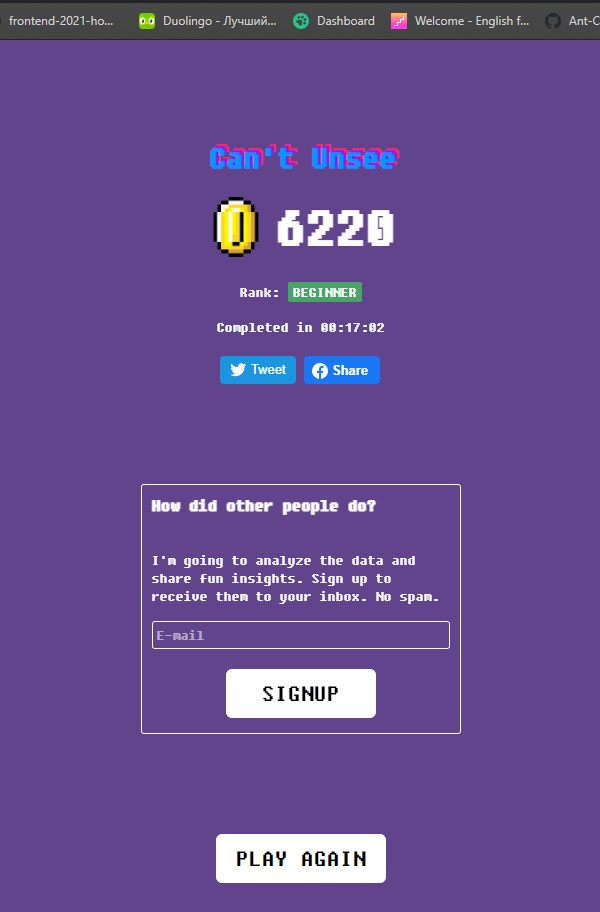 frontend-2021-ho...
Duolingo - Лучший...
Dashboard
Welcome - English f...
Ant-C
Can't Unsee
6220
Rank: BEGINNER
Completed in 00:17:02
Tweet
Share
How did other people do?
I'm going to analyze the data and
share fun insights. Sign up to
receive them to your inbox. No spam.
E-mail
SIGNUP
PLAY AGAIN